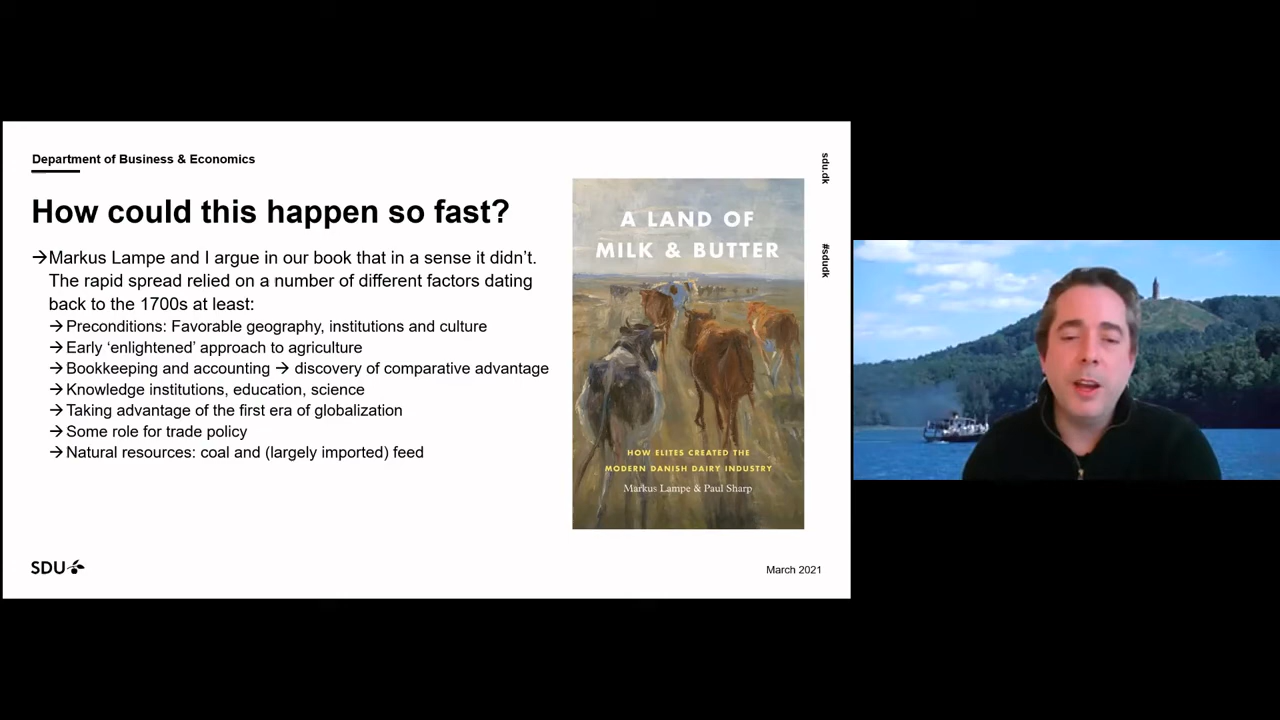 Department of Business & Economics
sdu.dk
#sdudk
How could this happen so fast?
→Markus Lampe and I argue in our book that in a sense it didn’t.
The rapid spread relied on a number of different factors dating
back to the 1700s at least:
→Preconditions: Favorable geography, institutions and culture
→Early ‘enlightened’ approach to agriculture
→Bookkeeping and accounting → discovery of comparative advantage
→Knowledge institutions, education, science
→Taking advantage of the first era of globalization
→Some role for trade policy
→Natural resources: coal and (largely imported) feed
A LAND OF
MILK & BUTTER
HOW ELITES CREATED THE
MODERN DANISH DAIRY INDUSTRY
Markus Lampe & Paul Sharp
SDU
March 2021